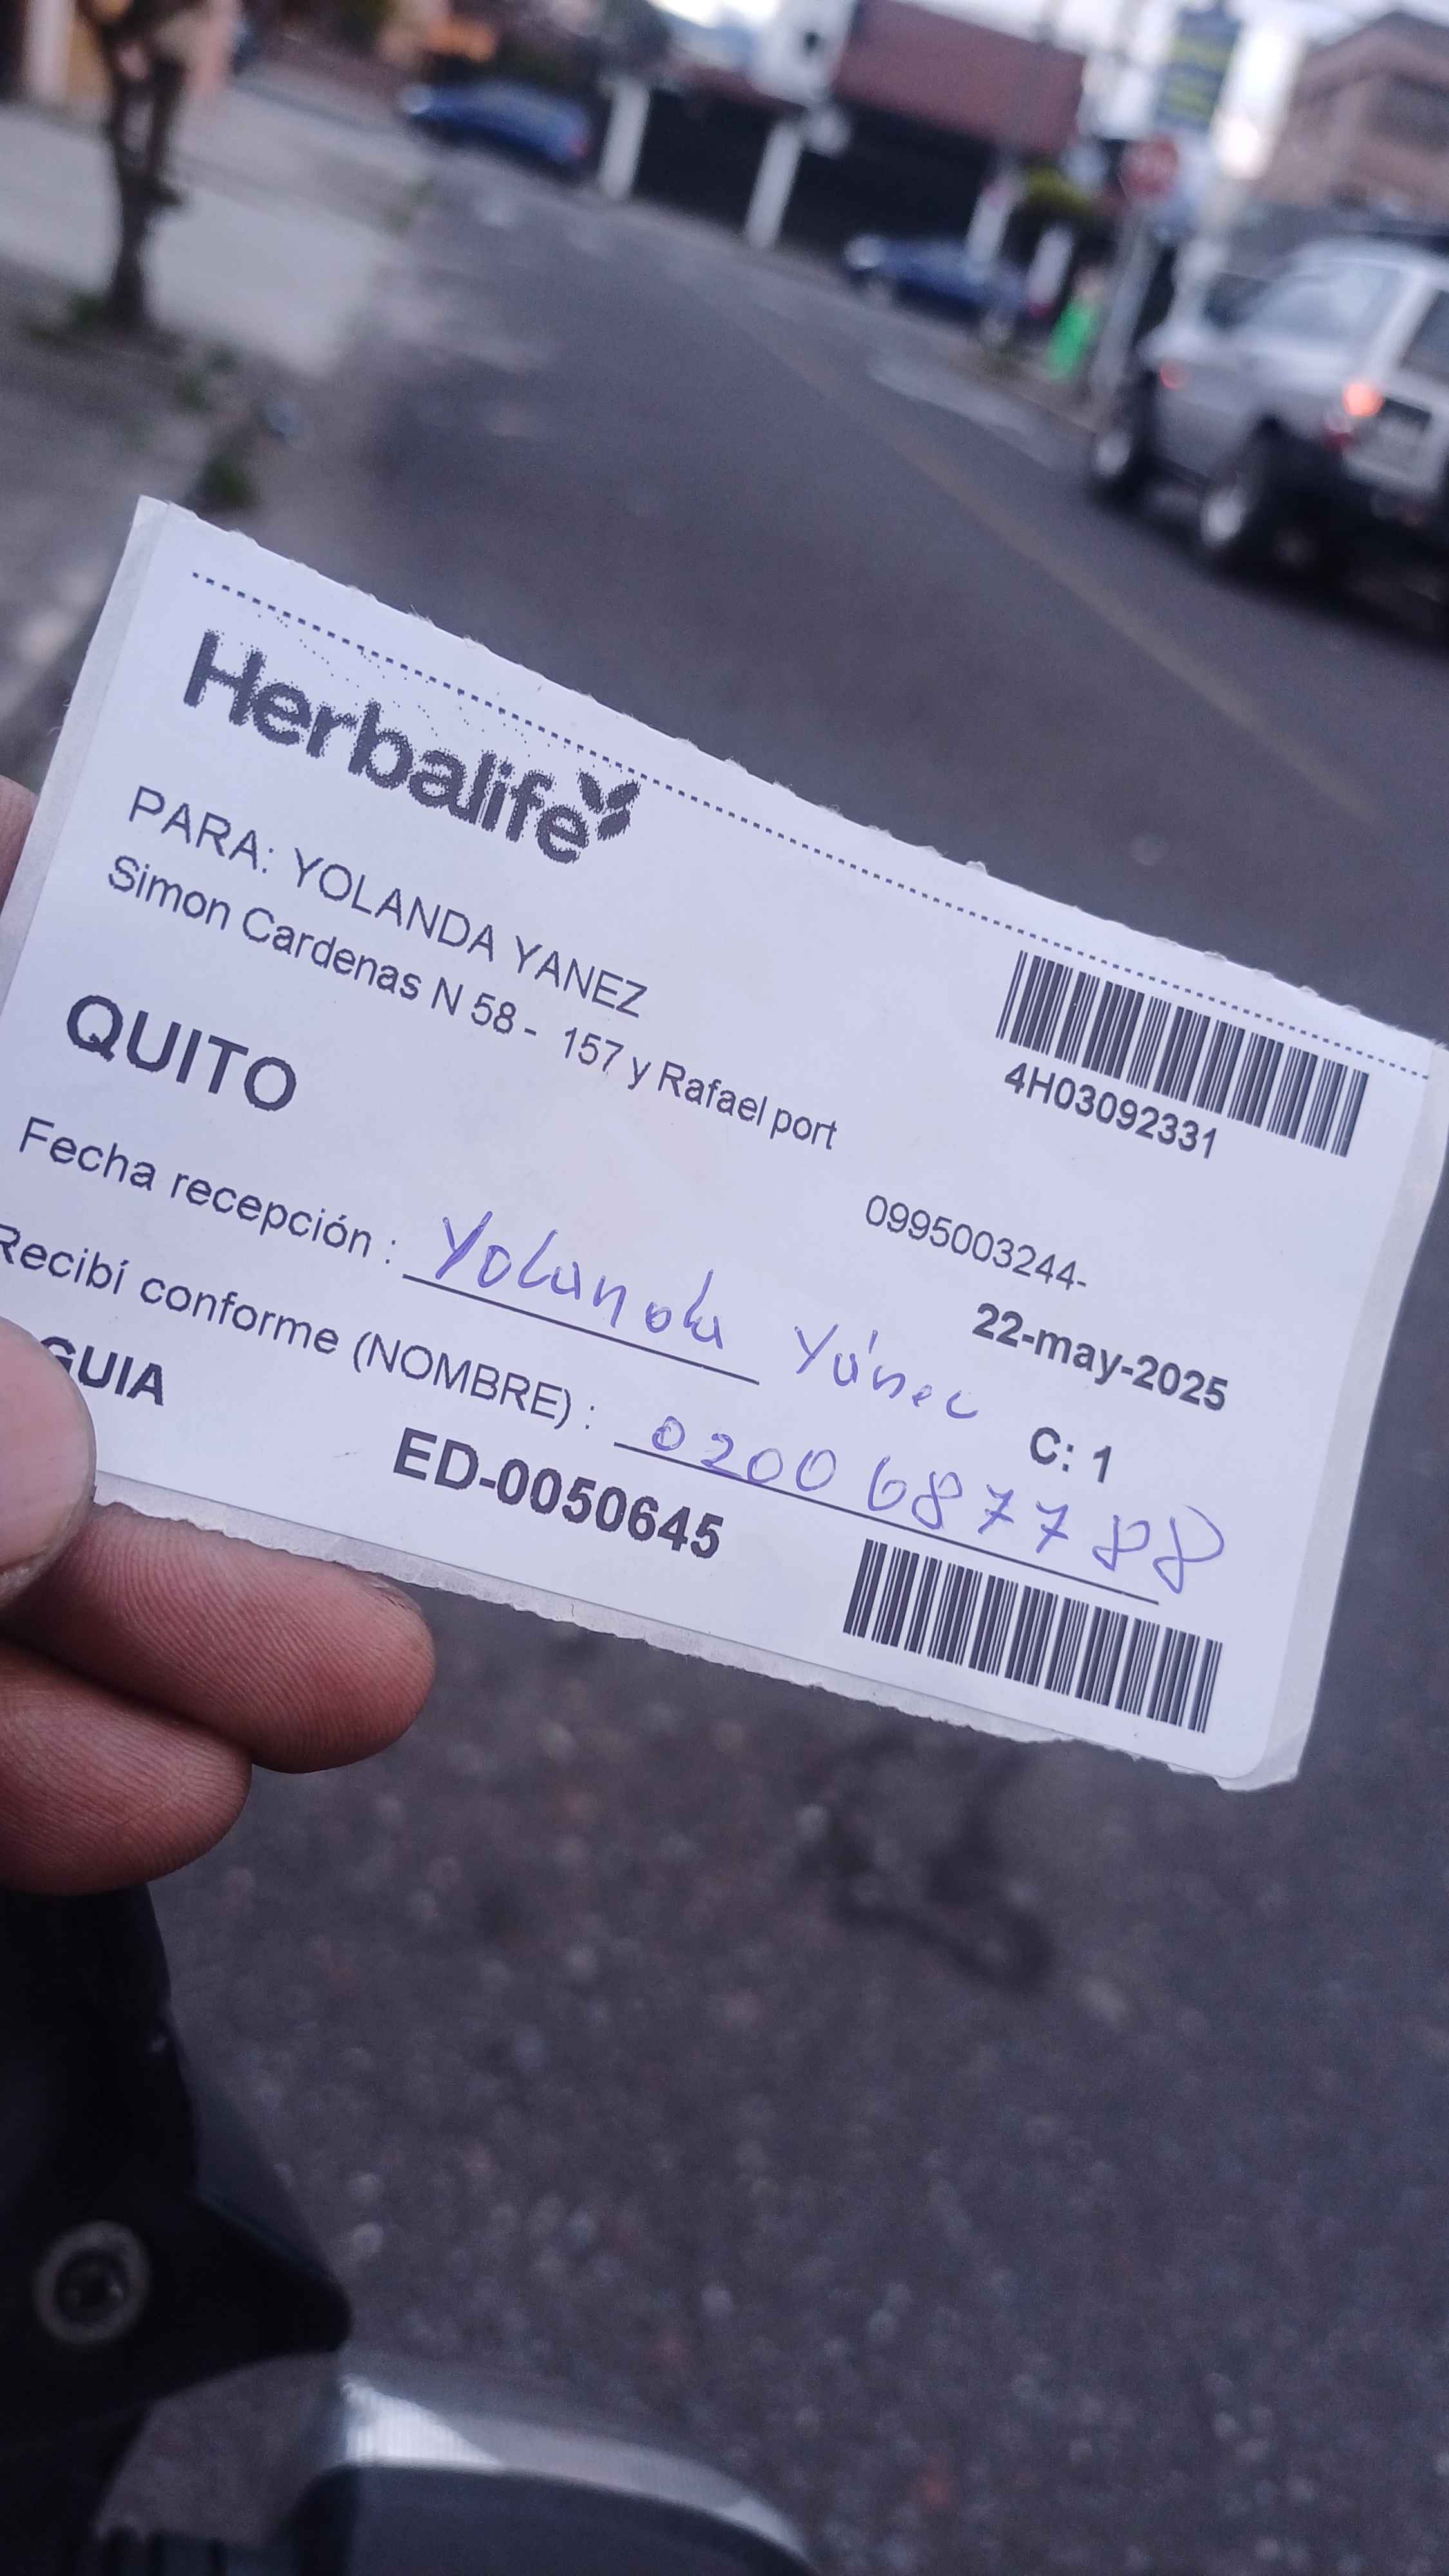 Herbalife
PARA: YOLANDA YANEZ
Simon Cardenas N 58 - 157 y Rafael port
4H03092331
QUITO
0995003244-
22-may-2025
Fecha recepción : Yolanda Yánez
C: 1
Recibí conforme (NOMBRE) : 0200687788
GUIA
ED-0050645